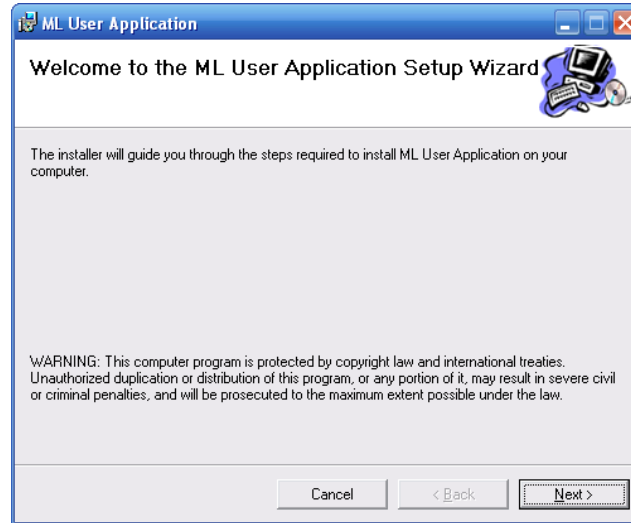 ML User Application
Welcome to the ML User Application Setup Wizard
The installer will guide you through the steps required to install ML User Application on your
computer.
WARNING: This computer program is protected by copyright law and international treaties.
Unauthorized duplication or distribution of this program, or any portion of it, may result in severe civil
or criminal penalties, and will be prosecuted to the maximum extent possible under the law.
Cancel < Back Next >